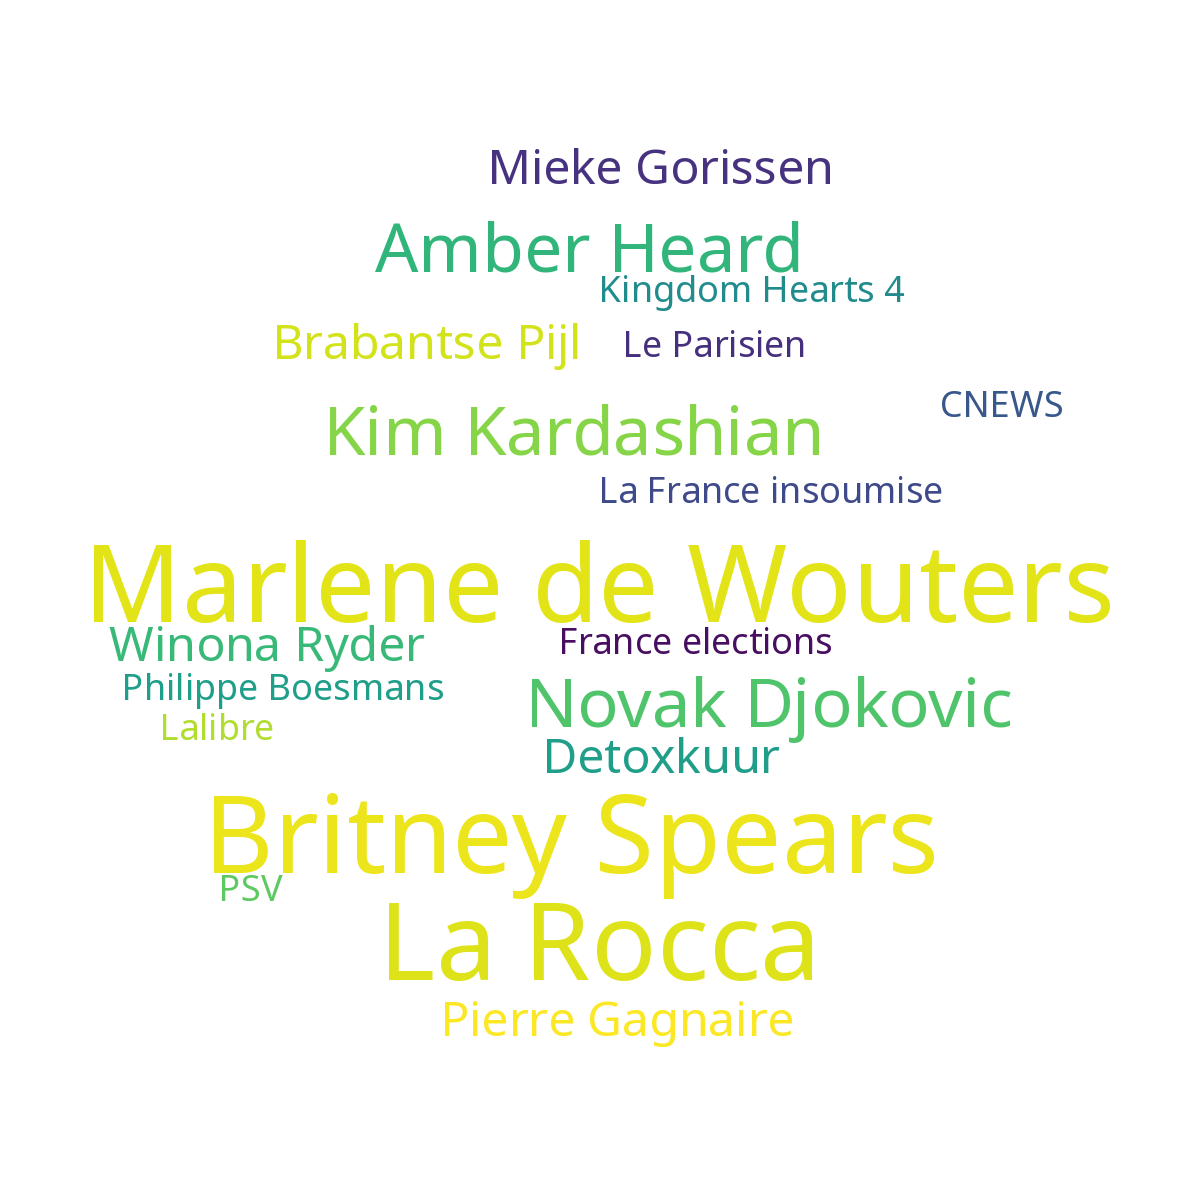 Mieke Gorissen
Amber Heard
Kingdom Hearts 4
Brabantse Pijl
Le Parisien
CNEWS
Kim Kardashian
La France insoumise
Marlene de Wouters
Winona Ryder
France elections
Philippe Boesmans
Novak Djokovic
Lalibre
Detoxkuur
Britney Spears
PSV
La Rocca
Pierre Gagnaire